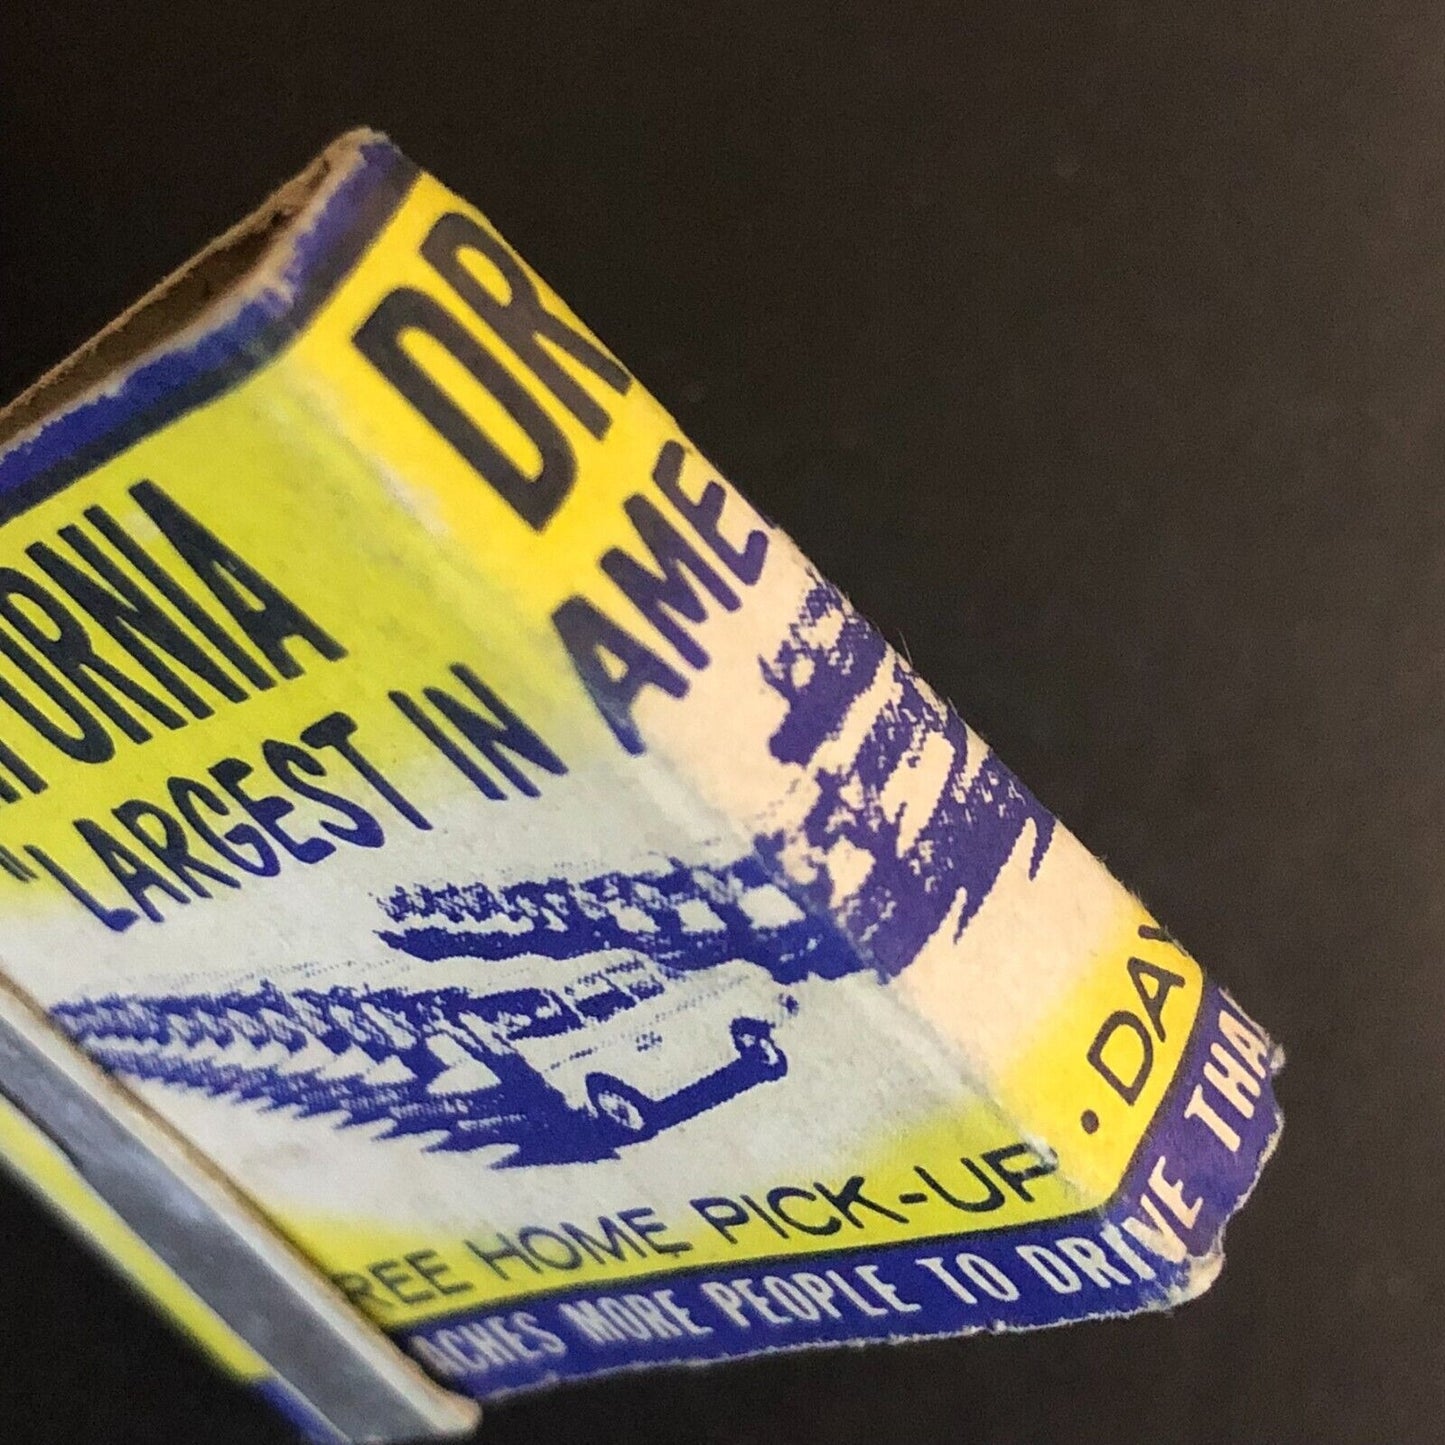 DR
AME
ORNIA
"LARGEST IN
REE HOME PICK-UP • DAY
ACHES MORE PEOPLE TO DRIVE THA